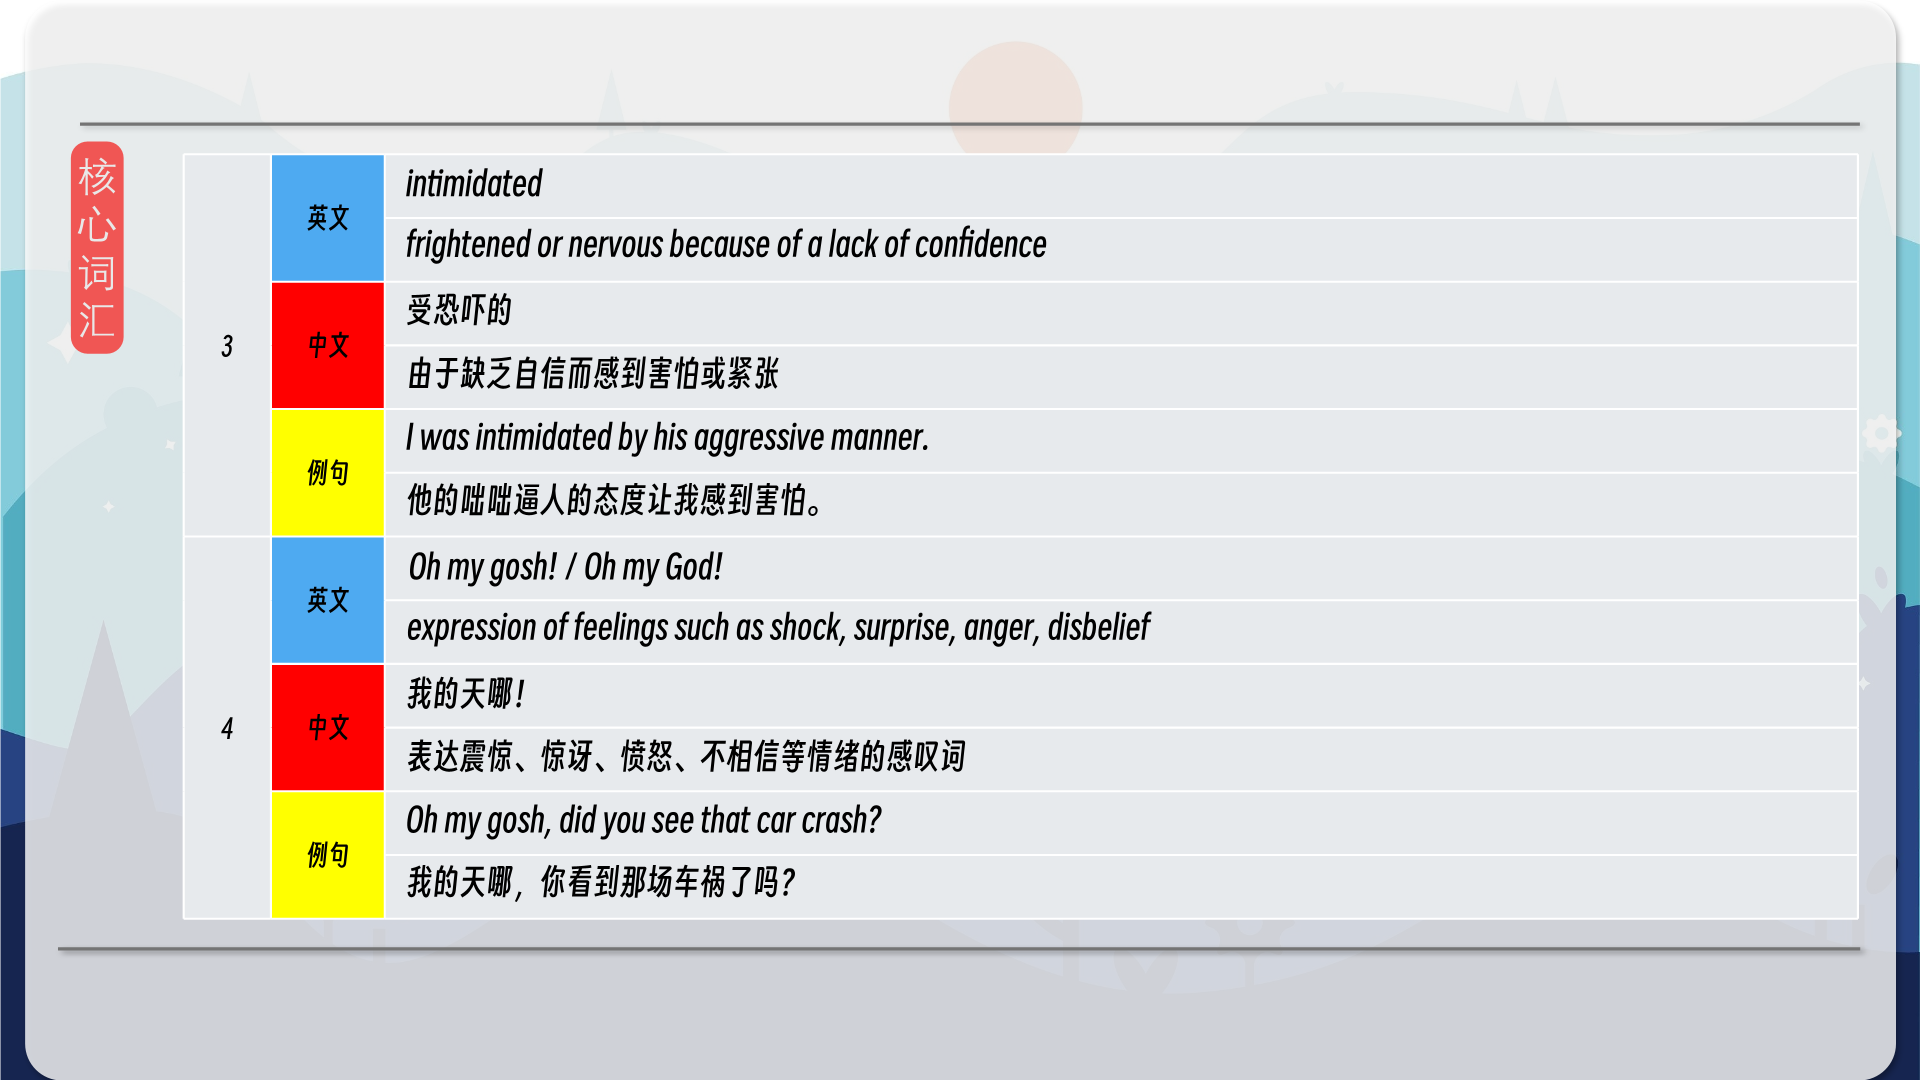 核心词汇
3
英文
intimidated
frightened or nervous because of a lack of confidence
中文
受恐吓的
由于缺乏自信而感到害怕或紧张
例句
I was intimidated by his aggressive manner.
他的咄咄逼人的态度让我感到害怕。
4
英文
Oh my gosh! / Oh my God!
expression of feelings such as shock, surprise, anger, disbelief
中文
我的天哪！
表达震惊、惊讶、愤怒、不相信等情绪的感叹词
例句
Oh my gosh, did you see that car crash?
我的天哪，你看到那场车祸了吗？